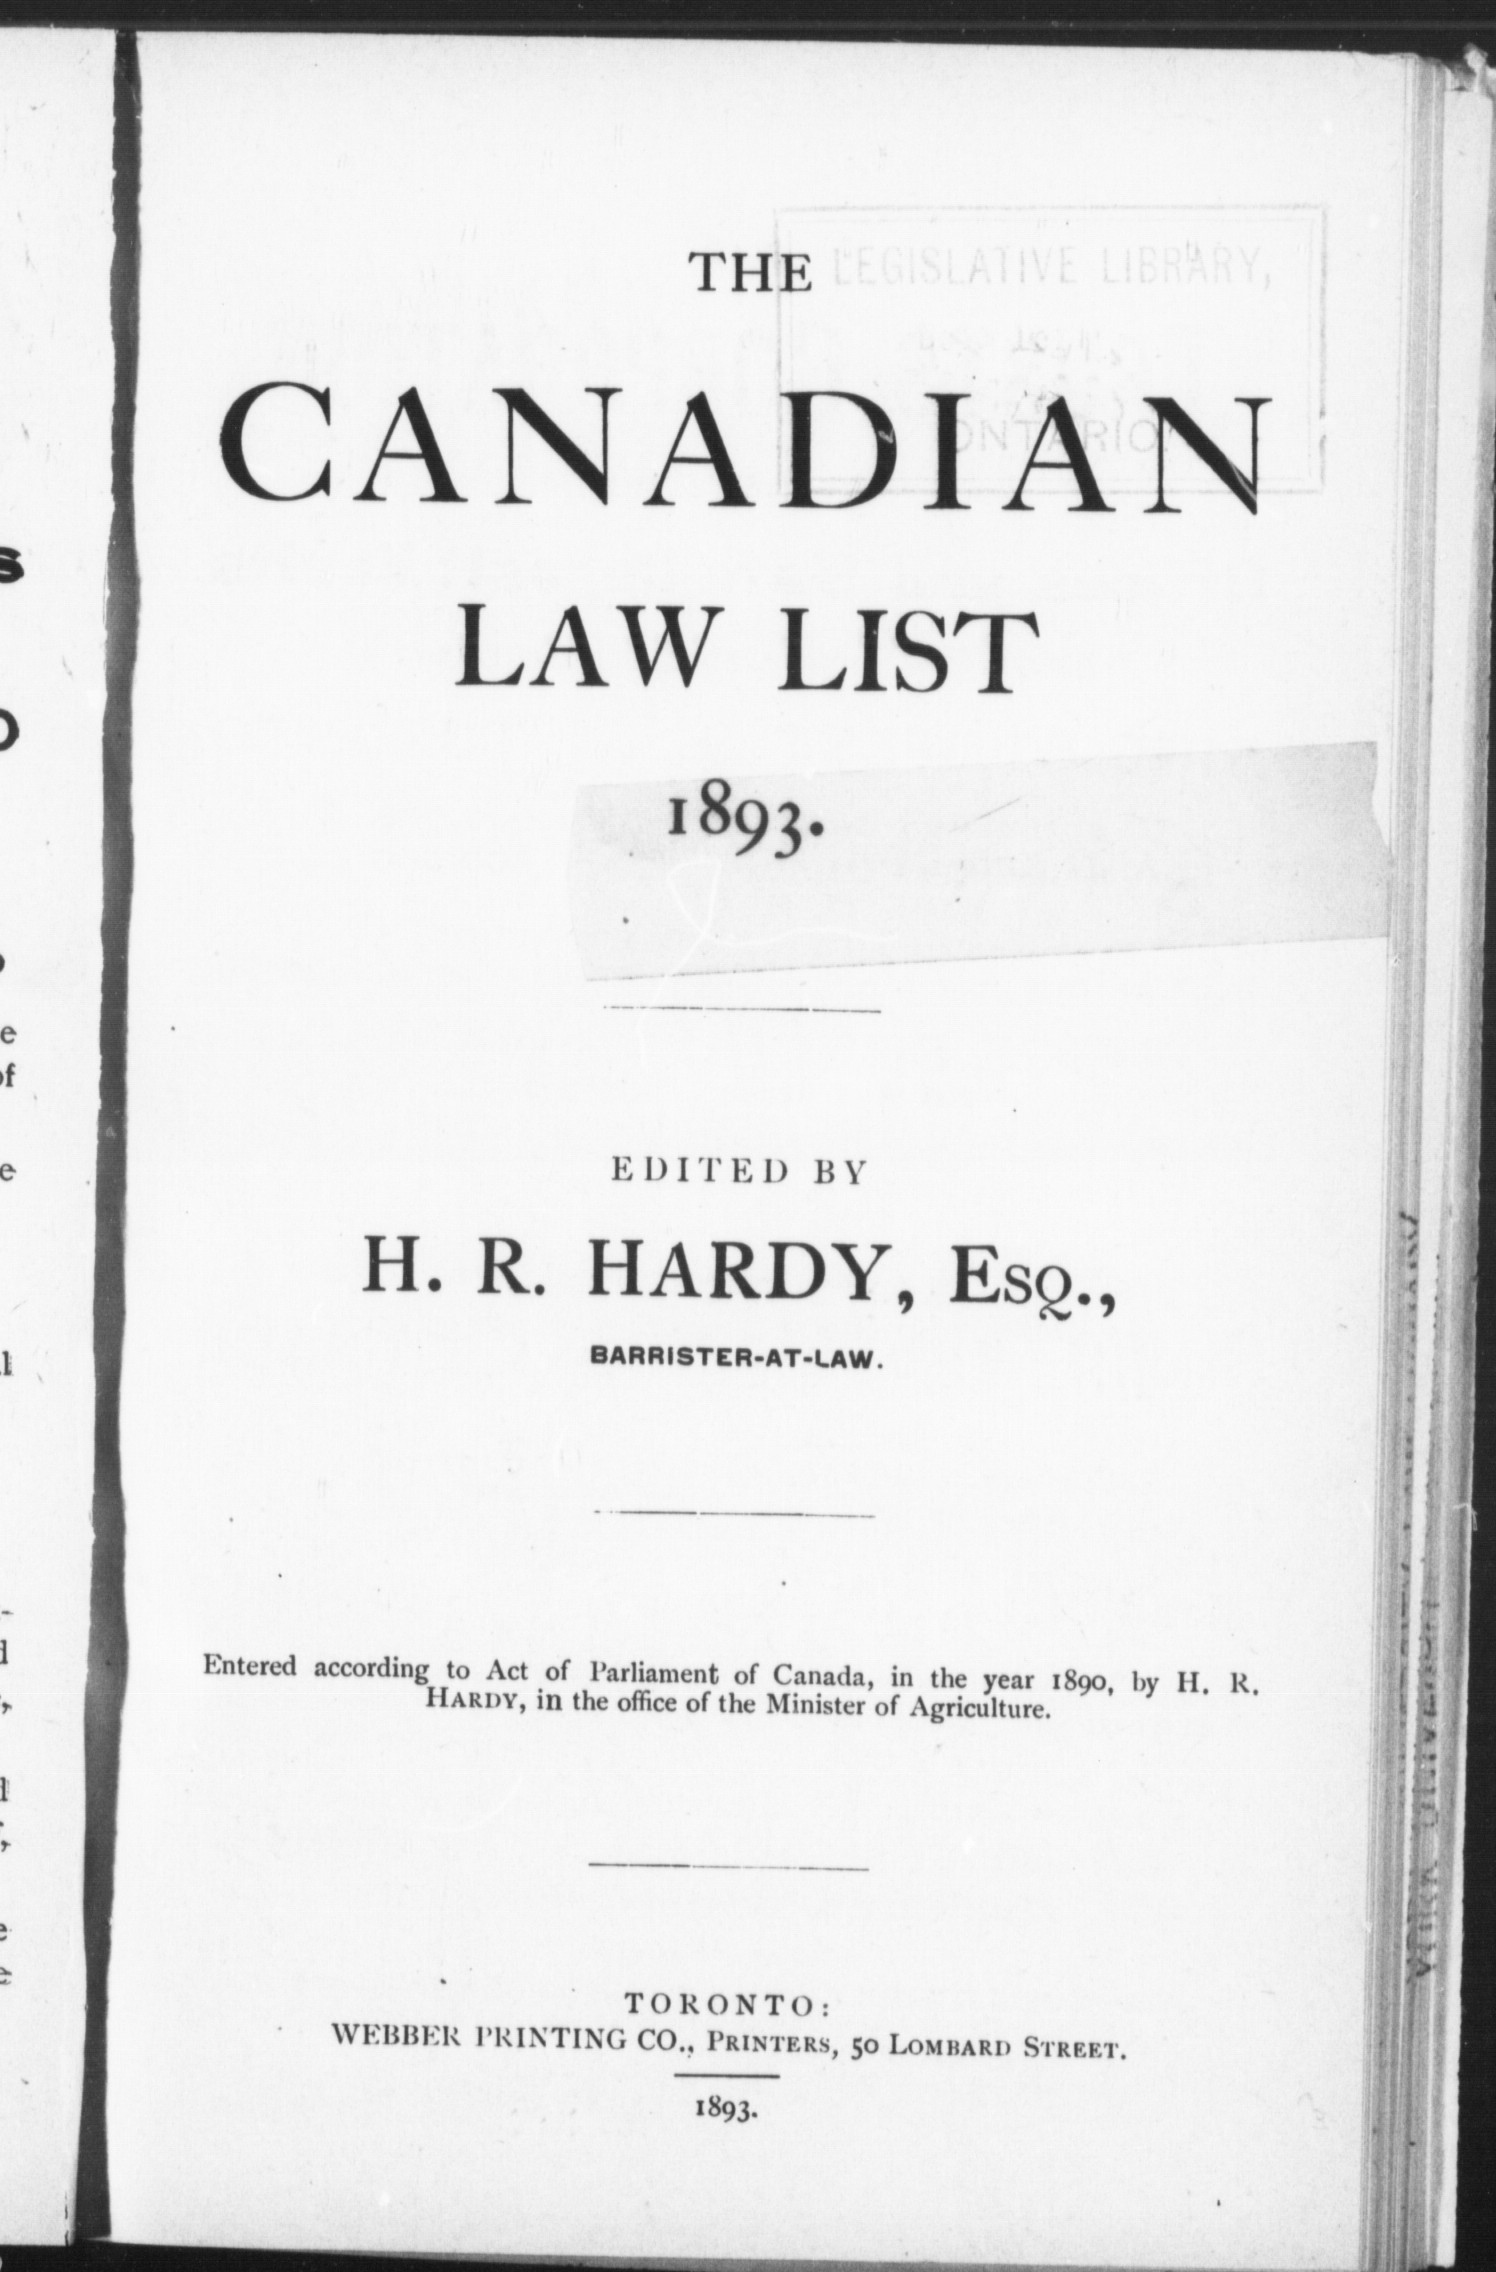 THE
LEGISLATIVE LIBRARY,
CANADIAN
ONTARIO
LAW LIST
1893.
EDITED BY
H. R. HARDY, ESQ.,
BARRISTER-AT-LAW.
Entered according to Act of Parliament of Canada, in the year 1890, by H. R.
HARDY, in the office of the Minister of Agriculture.
TORONTO:
WEBBER PRINTING CO., PRINTERS, 50 LOMBARD STREET.
1893.